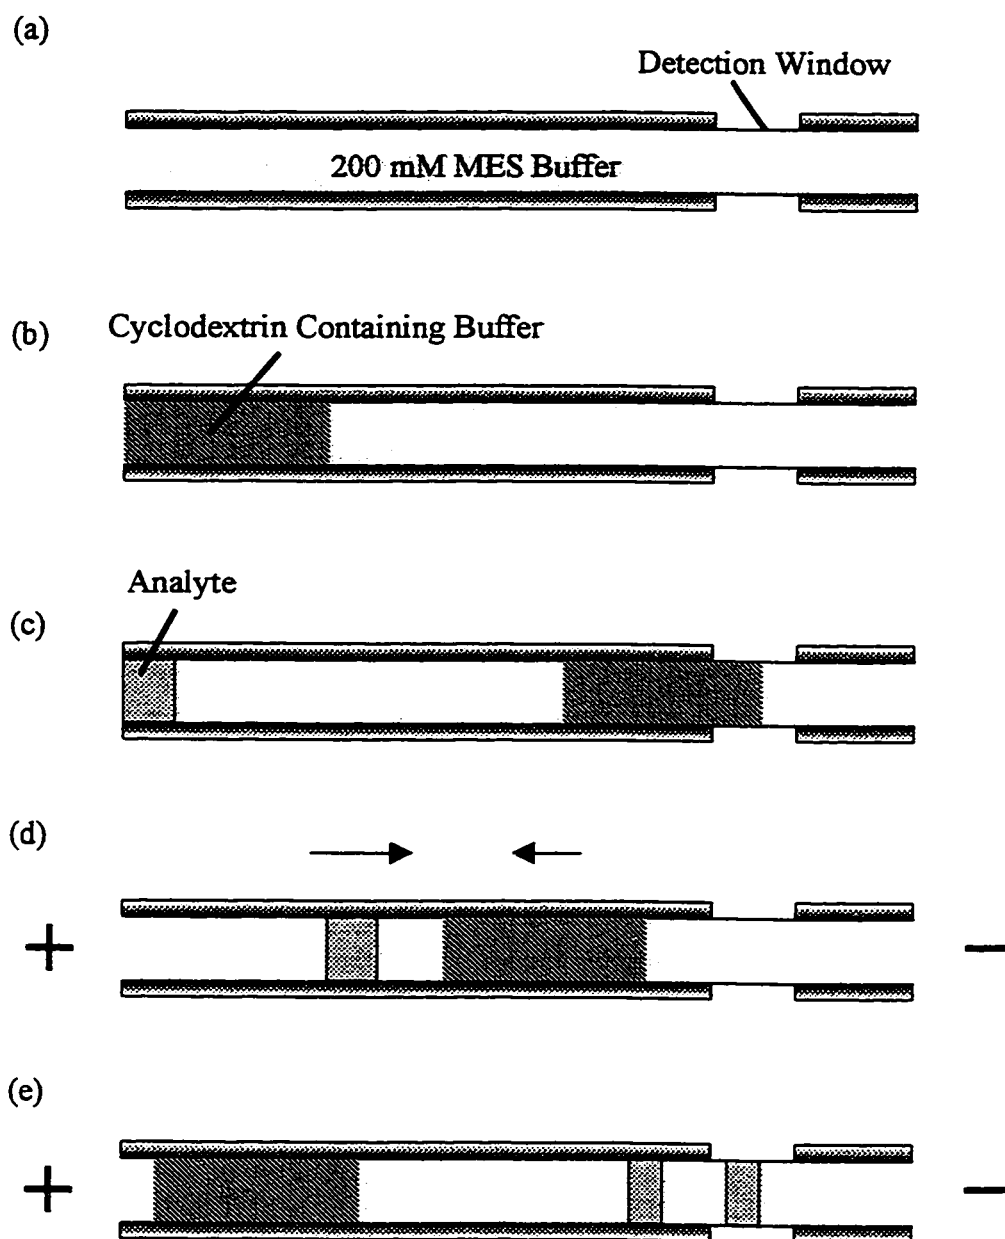 (a)
Detection Window
200 mM MES Buffer
(b)
Cyclodextrin Containing Buffer
Analyte
(c)
(d)
+
−
(e)
+
−